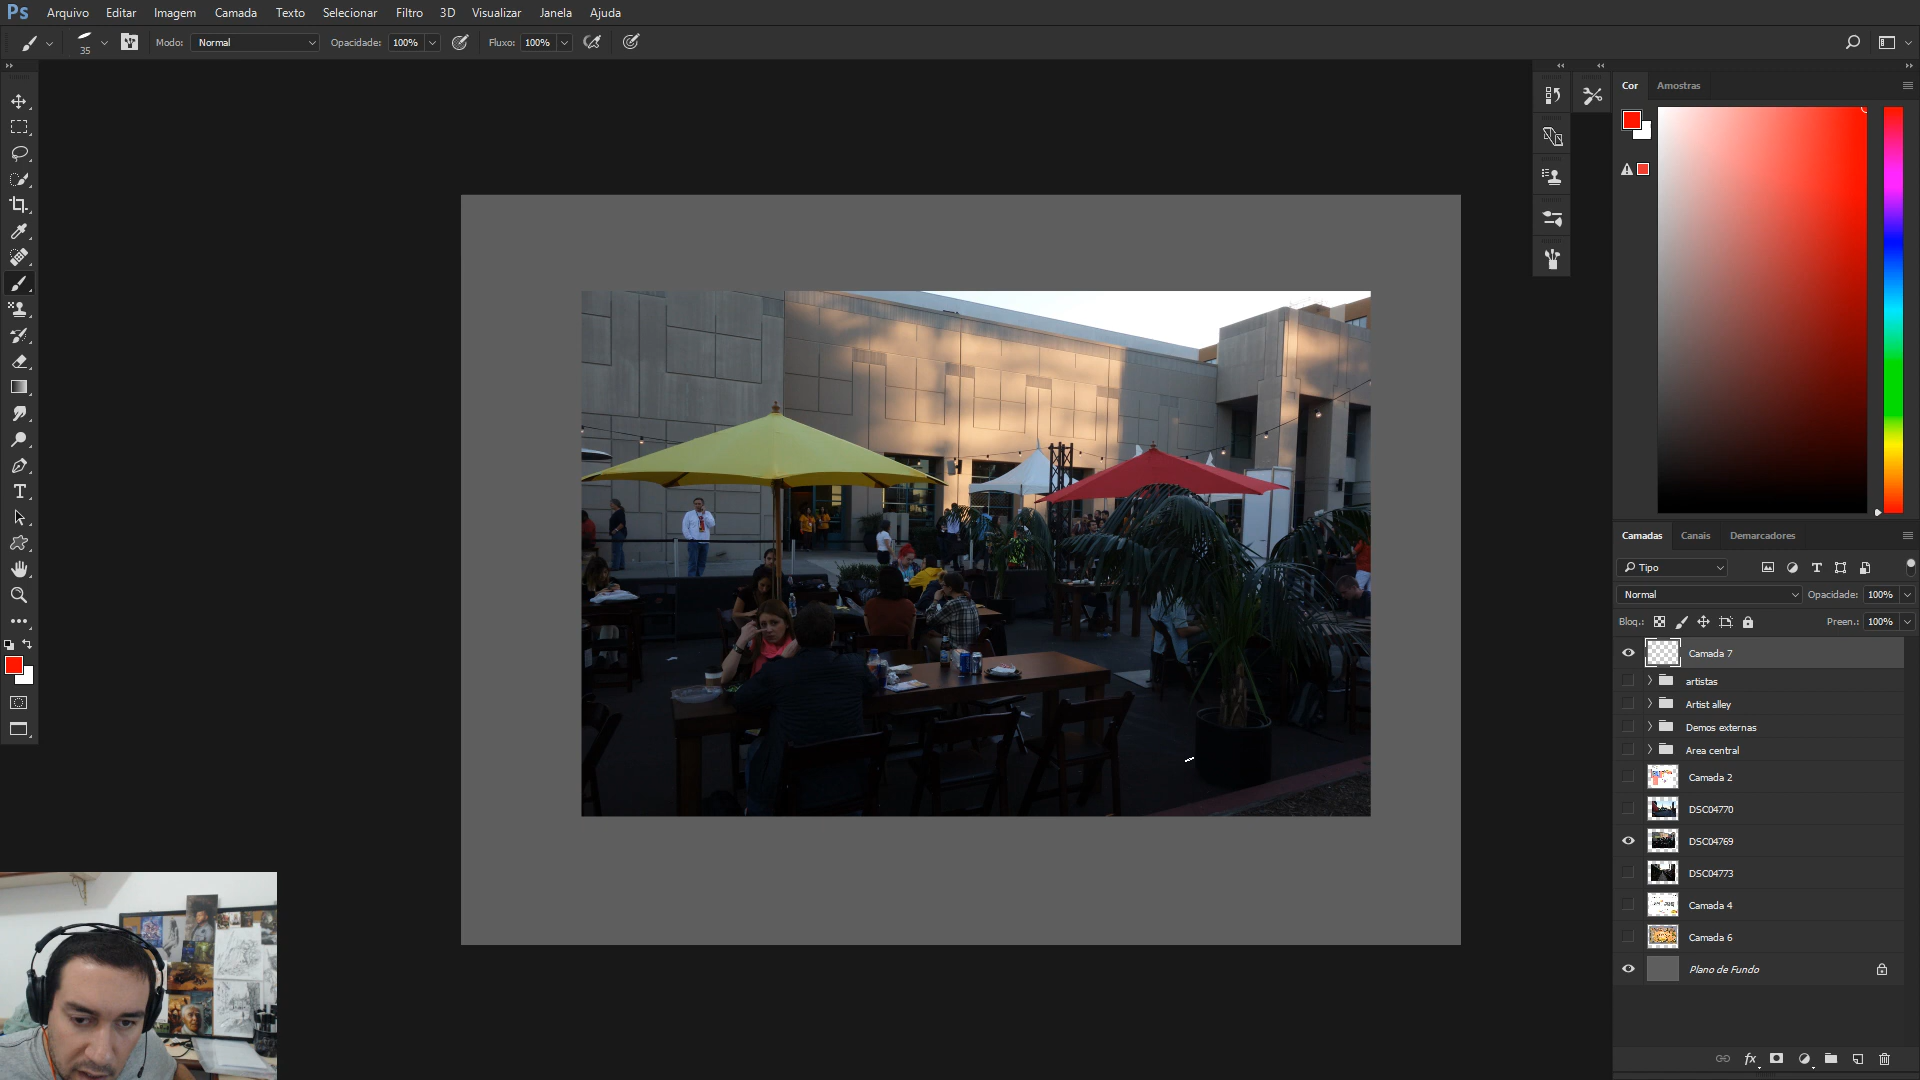 Ps Arquivo Editar Imagem Camada Texto Selecionar Filtro 3D Visualizar Janela Ajuda
35 Modo: Normal Opacidade: 100% Fluxo: 100%
Cor Amostras
Camadas Canais Demarcadores
Tipo
Normal Opacidade: 100%
Bloq.: Preen.: 100%
Camada 7
artistas
Artist alley
Demos externas
Area central
Camada 2
DSC04770
DSC04769
DSC04773
Camada 4
Camada 6
Plano de Fundo
fx